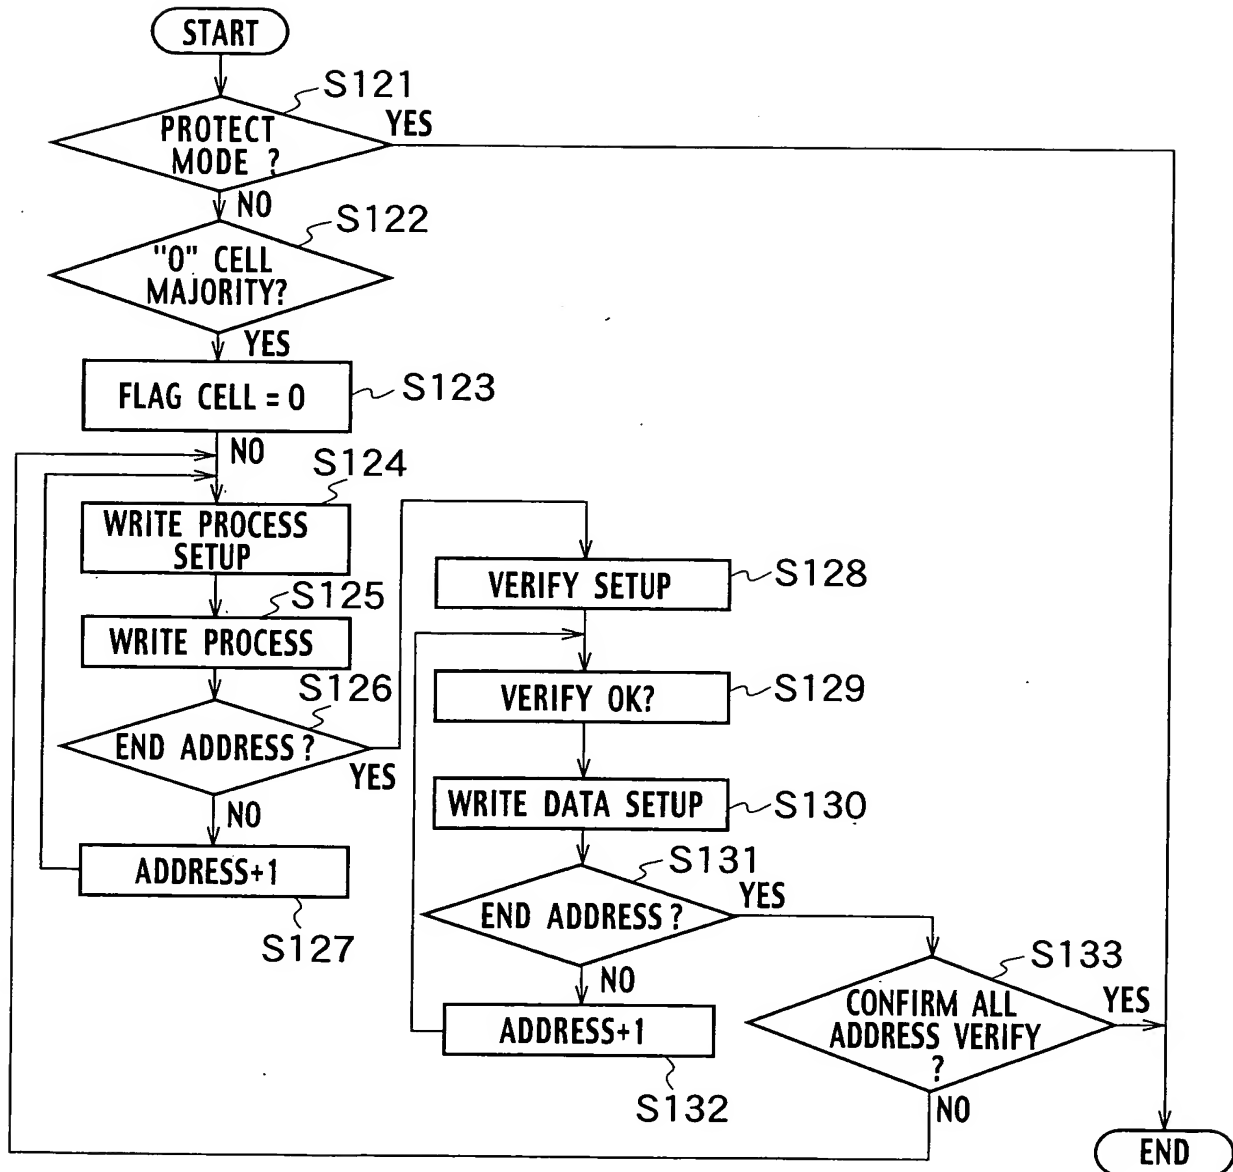 START
S121
PROTECT
MODE ?
YES
NO
S122
"0" CELL
MAJORITY?
YES
FLAG CELL = 0
S123
NO
S124
WRITE PROCESS
SETUP
S125
WRITE PROCESS
S126
END ADDRESS ?
YES
NO
ADDRESS+1
S127
VERIFY SETUP
S128
VERIFY OK?
S129
WRITE DATA SETUP
S130
S131
END ADDRESS ?
YES
NO
ADDRESS+1
S132
S133
CONFIRM ALL
ADDRESS VERIFY
?
YES
NO
END